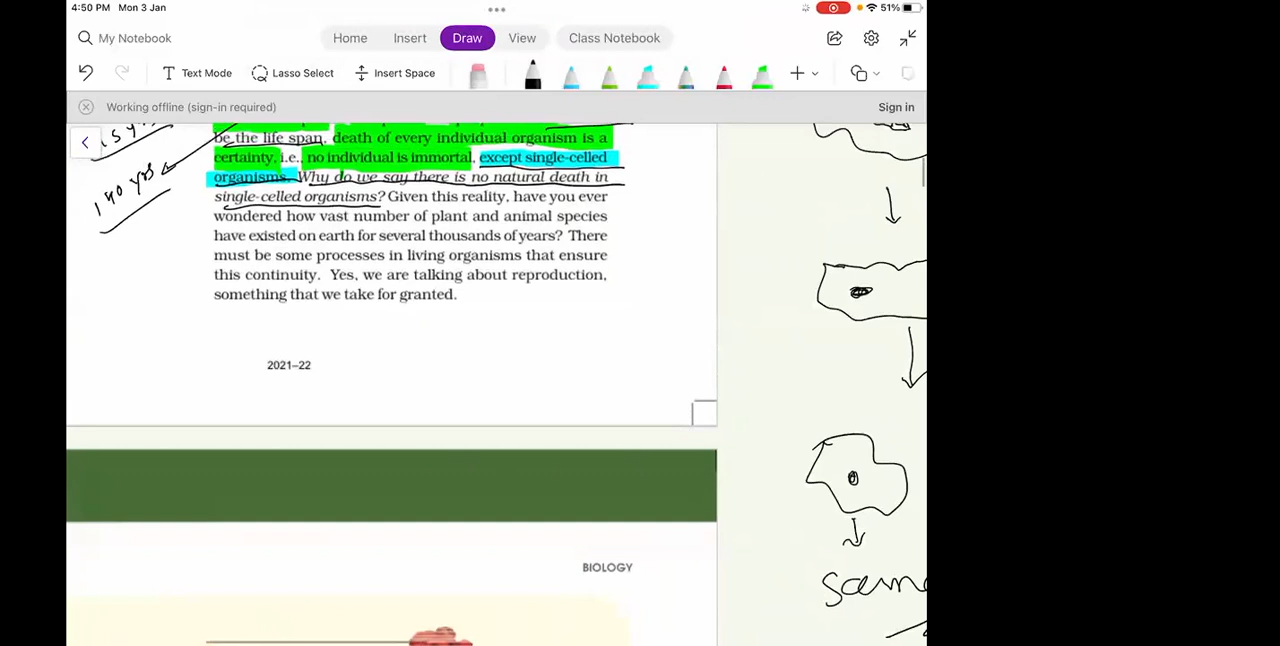 4:50 PM Mon 3 Jan
51%
My Notebook
Home Insert Draw View Class Notebook
Text Mode Lasso Select Insert Space
Working offline (sign-in required)
Sign in
be the life span, death of every individual organism is a
certainty, i.e., no individual is immortal, except single-celled
organisms. Why do we say there is no natural death in
single-celled organisms? Given this reality, have you ever
wondered how vast number of plant and animal species
have existed on earth for several thousands of years? There
must be some processes in living organisms that ensure
this continuity. Yes, we are talking about reproduction,
something that we take for granted.
140 yrs
2021–22
BIOLOGY
same